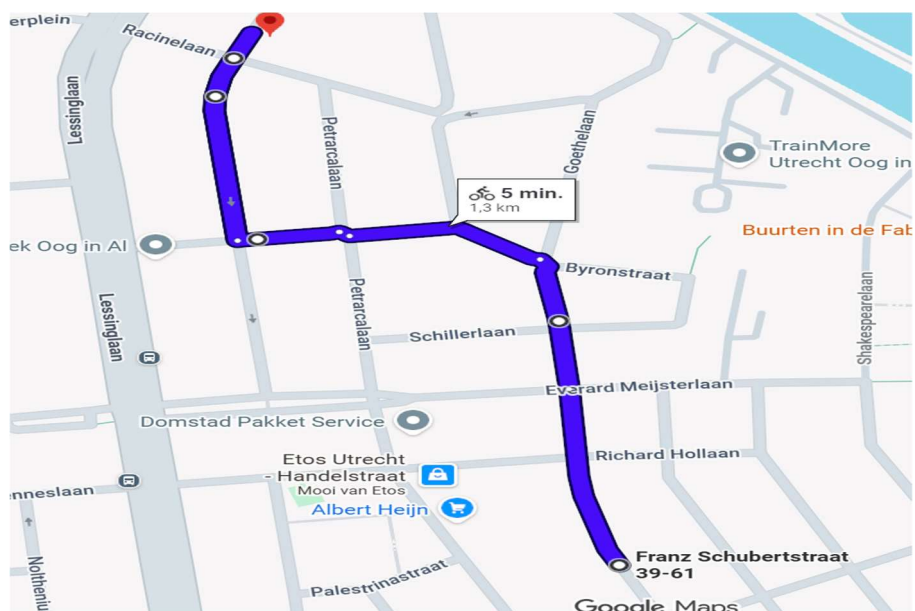 erplein
Racinelaan
Lessinglaan
Petrarcalaan
Goethelaan
TrainMore
Utrecht Oog in
5 min.
1,3 km
Buurten in de Fab
ek Oog in Al
Byronstraat
Lessinglaan
Petrarcalaan
Schillerlaan
Shakespearelaan
Everard Meijsterlaan
Domstad Pakket Service
Richard Hollaan
Etos Utrecht
- Handelstraat
Mooi van Etos
enneslaan
Albert Heijn
Franz Schubertstraat
39-61
Noltheniu
Palestrinastraat
Google Maps